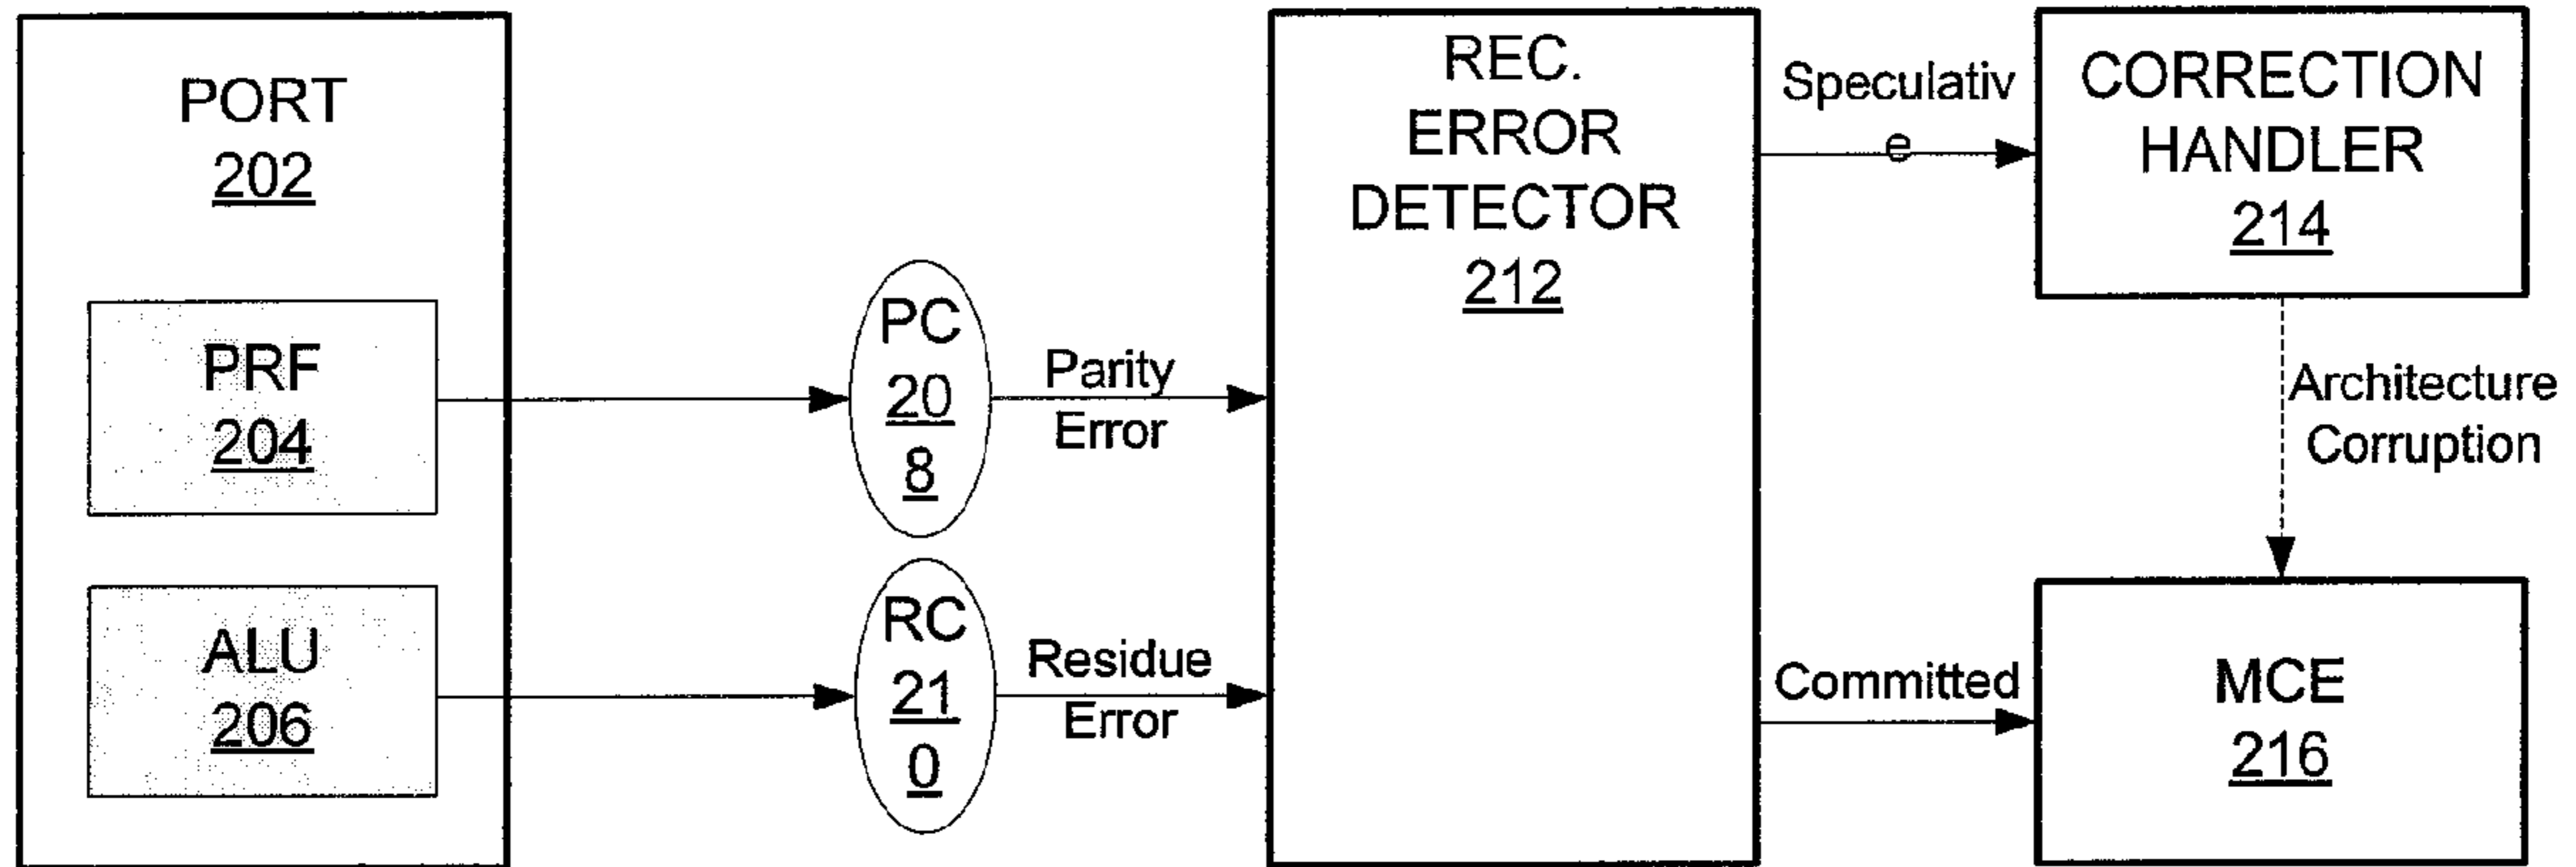 PORT
202
PRF
204
ALU
206
PC
20
8
Parity
Error
RC
21
0
Residue
Error
REC.
ERROR
DETECTOR
212
Speculativ
e
CORRECTION
HANDLER
214
Architecture
Corruption
Committed
MCE
216